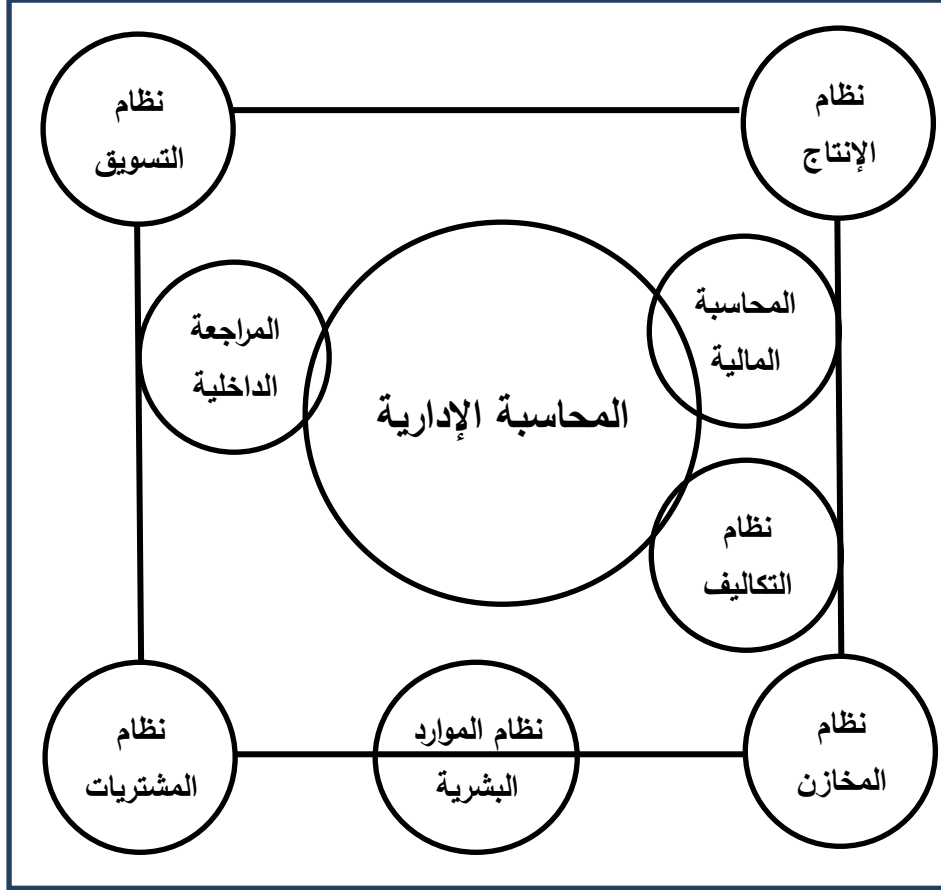 نظام
الإنتاج
نظام
التسويق
المحاسبة
المالية
المراجعة
الداخلية
المحاسبة الإدارية
نظام
التكاليف
نظام
المخازن
نظام الموارد
البشرية
نظام
المشتريات